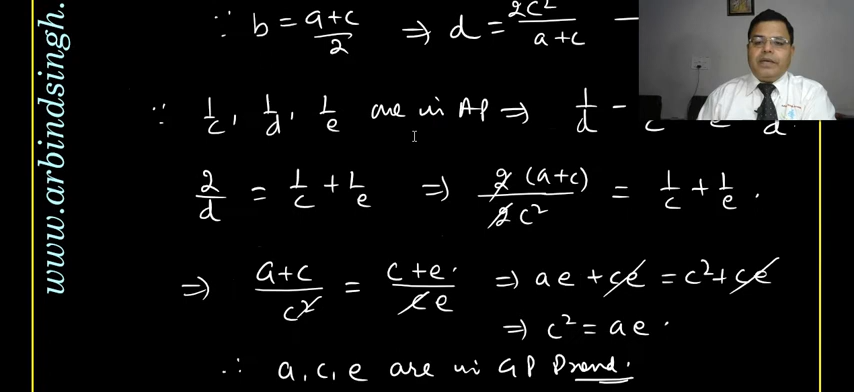 www.arbindsingh.
∵ b = a+c/2 ⇒ d = 2c²/a+c —
∵ 1/c, 1/d, 1/e are in AP ⇒ 1/d - c e d.
2/d = 1/c + 1/e ⇒ 2(a+c)/2c² = 1/c + 1/e.
⇒ a+c/c² = c+e/ce ⇒ ae + ce = c² + ce
⇒ c² = ae.
∴ a, c, e are in GP Proved.